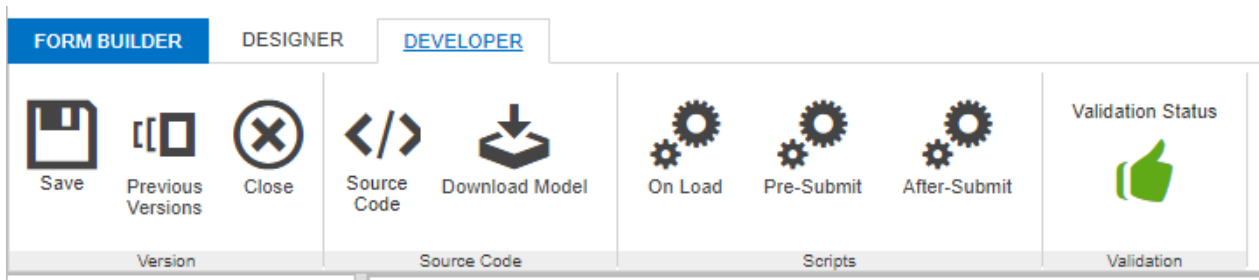 FORM BUILDER DESIGNER DEVELOPER
Save
Previous
Versions
Close
Source
Code
Download Model
On Load
Pre-Submit
After-Submit
Validation Status
Version
Source Code
Scripts
Validation